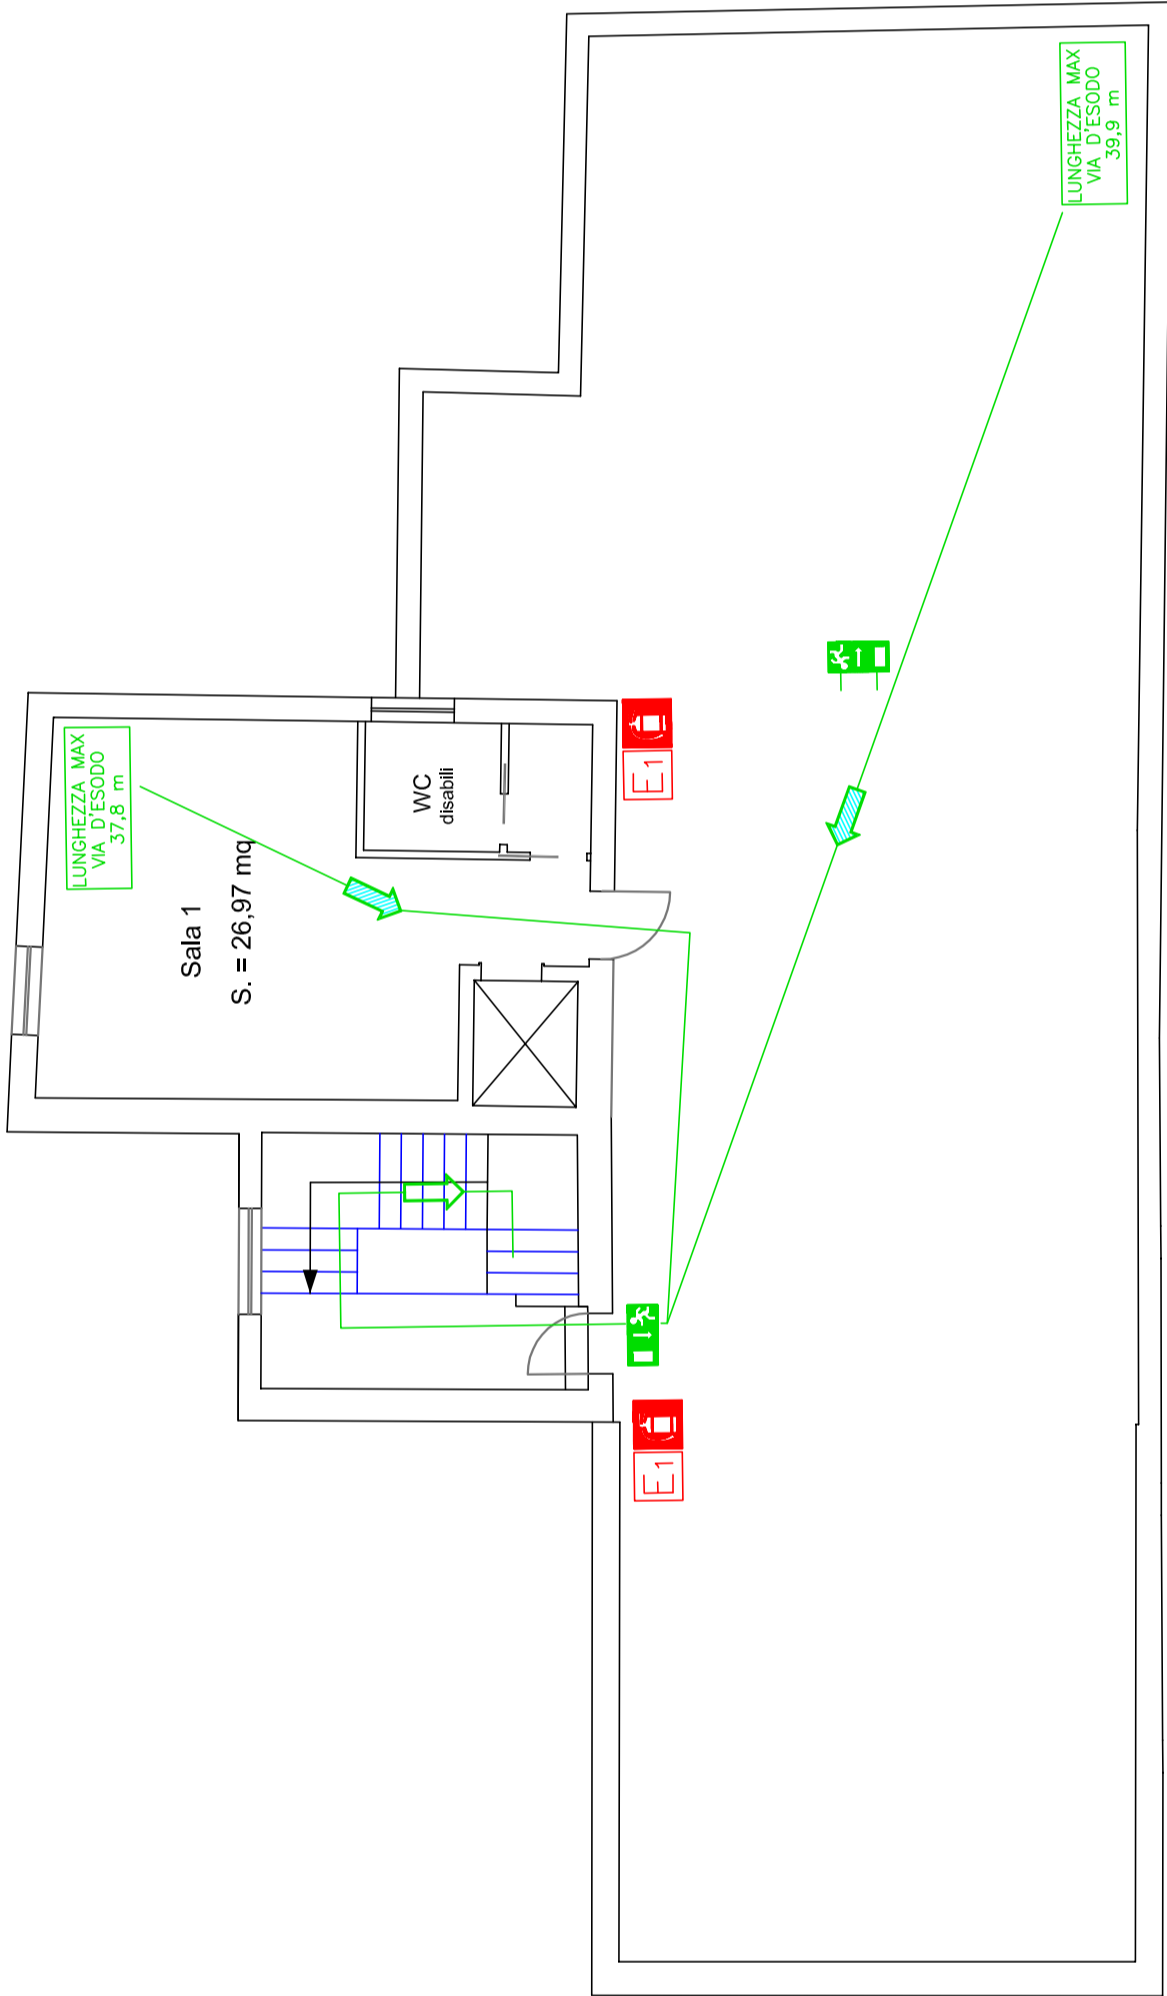 LUNGHEZZA MAX
VIA D'ESODO
37,8 m
Sala 1
S. = 26,97 mq
WC
disabili
E1
E1
LUNGHEZZA MAX
VIA D'ESODO
39,9 m